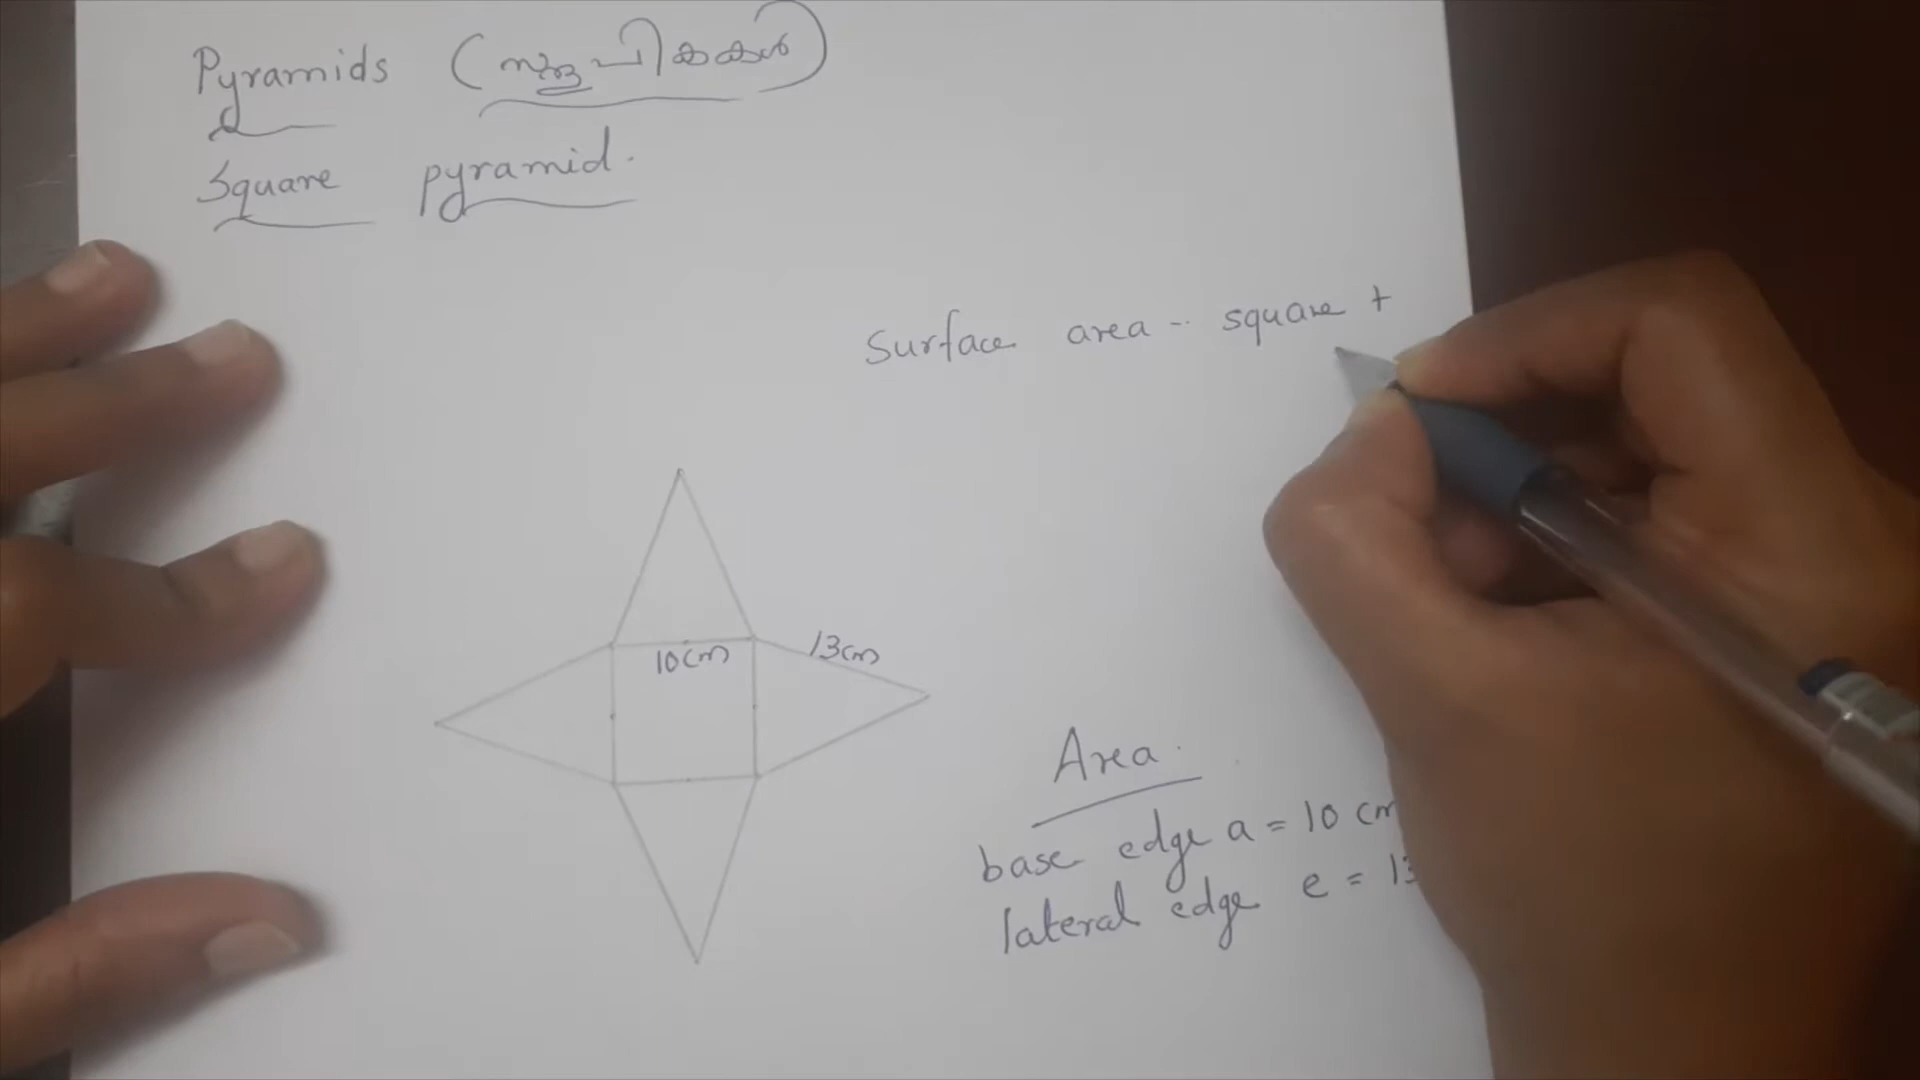 Pyramids (സ്തൂപികകൾ)
Square pyramid.
Surface area - square +
10cm
13cm
Area.
base edge a = 10 cm
lateral edge e = 13